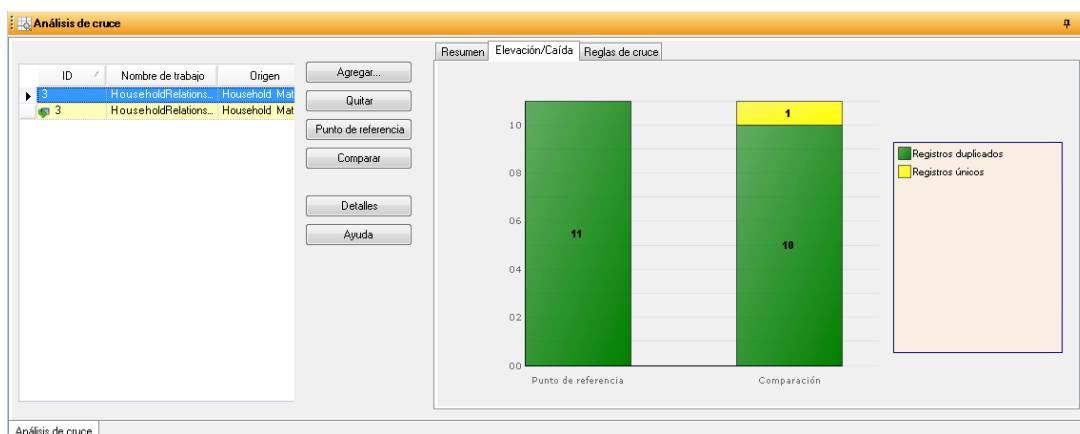 Análisis de cruce
Resumen Elevación/Caída Reglas de cruce
ID Nombre de trabajo Origen
3 HouseholdRelations... Household Mat
3 HouseholdRelations... Household Mat
Agregar...
Quitar
Punto de referencia
Comparar
Detalles
Ayuda
10
08
06
04
02
00
11
1
10
Punto de referencia Comparación
Registros duplicados
Registros únicos
Análisis de cruce